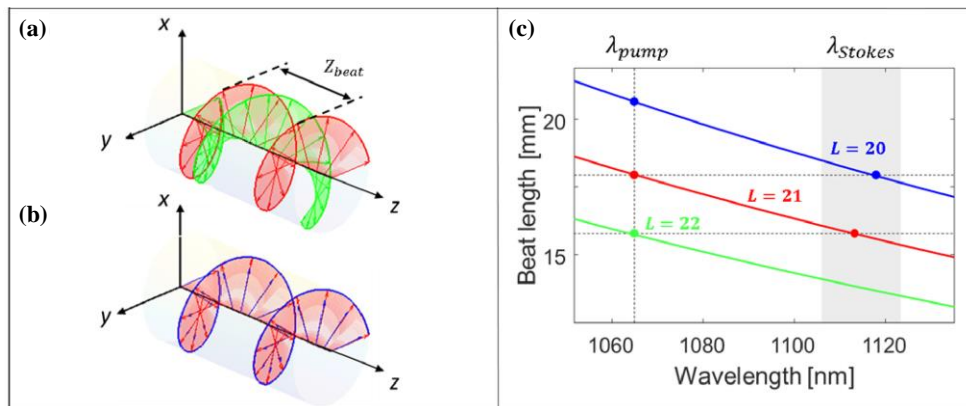 (a)
x
Z_beat
y
z
(b)
x
y
z
(c)
λ_pump
λ_Stokes
Beat length [mm]
20
15
L = 20
L = 21
L = 22
1060
1080
1100
1120
Wavelength [nm]